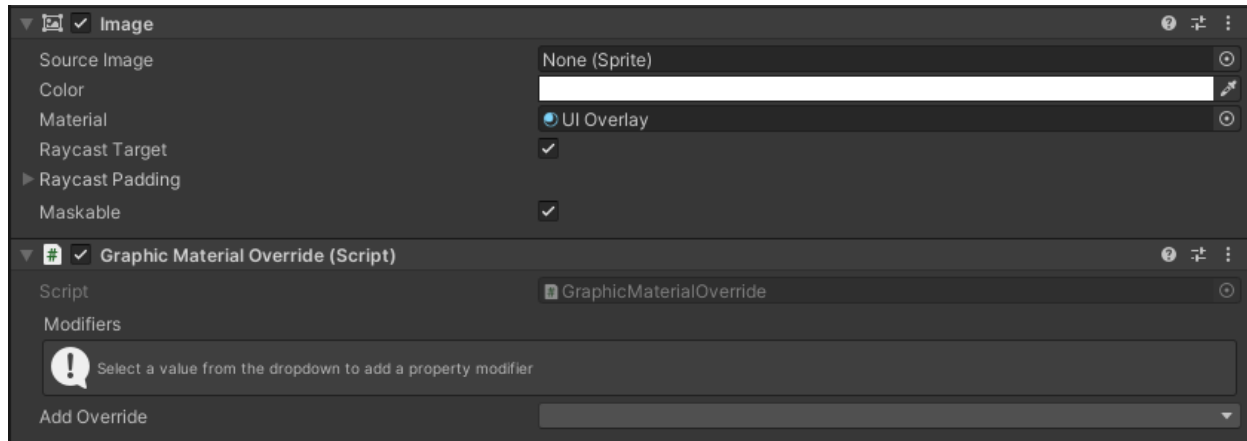 Image
Source Image None (Sprite)
Color
Material UI Overlay
Raycast Target
Raycast Padding
Maskable
# Graphic Material Override (Script)
Script # GraphicMaterialOverride
Modifiers
! Select a value from the dropdown to add a property modifier
Add Override